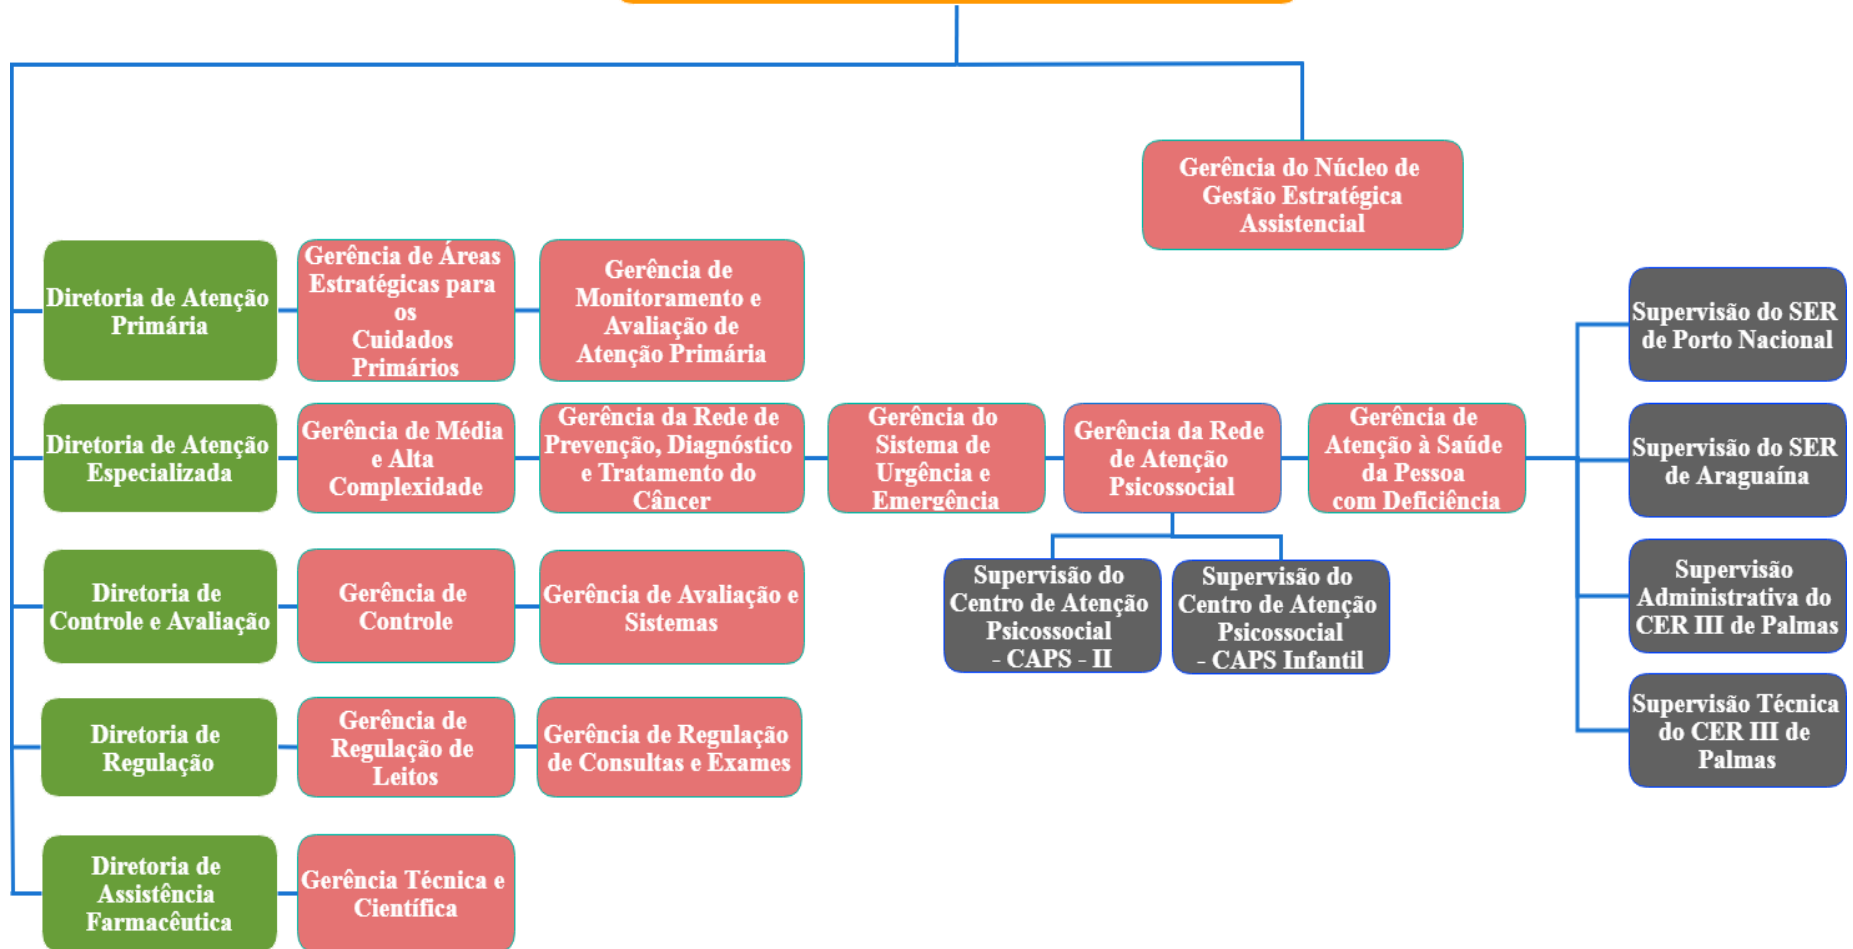 Gerência do Núcleo de
Gestão Estratégica
Assistencial
Diretoria de Atenção
Primária
Gerência de Áreas
Estratégicas para
os
Cuidados
Primários
Gerência de
Monitoramento e
Avaliação de
Atenção Primária
Diretoria de Atenção
Especializada
Gerência de Média
e Alta
Complexidade
Gerência da Rede de
Prevenção, Diagnóstico
e Tratamento do
Câncer
Gerência do
Sistema de
Urgência e
Emergência
Gerência da Rede
de Atenção
Psicossocial
Gerência de
Atenção à Saúde
da Pessoa
com Deficiência
Supervisão do SER
de Porto Nacional
Supervisão do SER
de Araguaína
Supervisão
Administrativa do
CER III de Palmas
Supervisão Técnica
do CER III de
Palmas
Supervisão do
Centro de Atenção
Psicossocial
- CAPS - II
Supervisão do
Centro de Atenção
Psicossocial
- CAPS Infantil
Diretoria de
Controle e Avaliação
Gerência de
Controle
Gerência de Avaliação e
Sistemas
Diretoria de
Regulação
Gerência de
Regulação de
Leitos
Gerência de Regulação
de Consultas e Exames
Diretoria de
Assistência
Farmacêutica
Gerência Técnica e
Científica